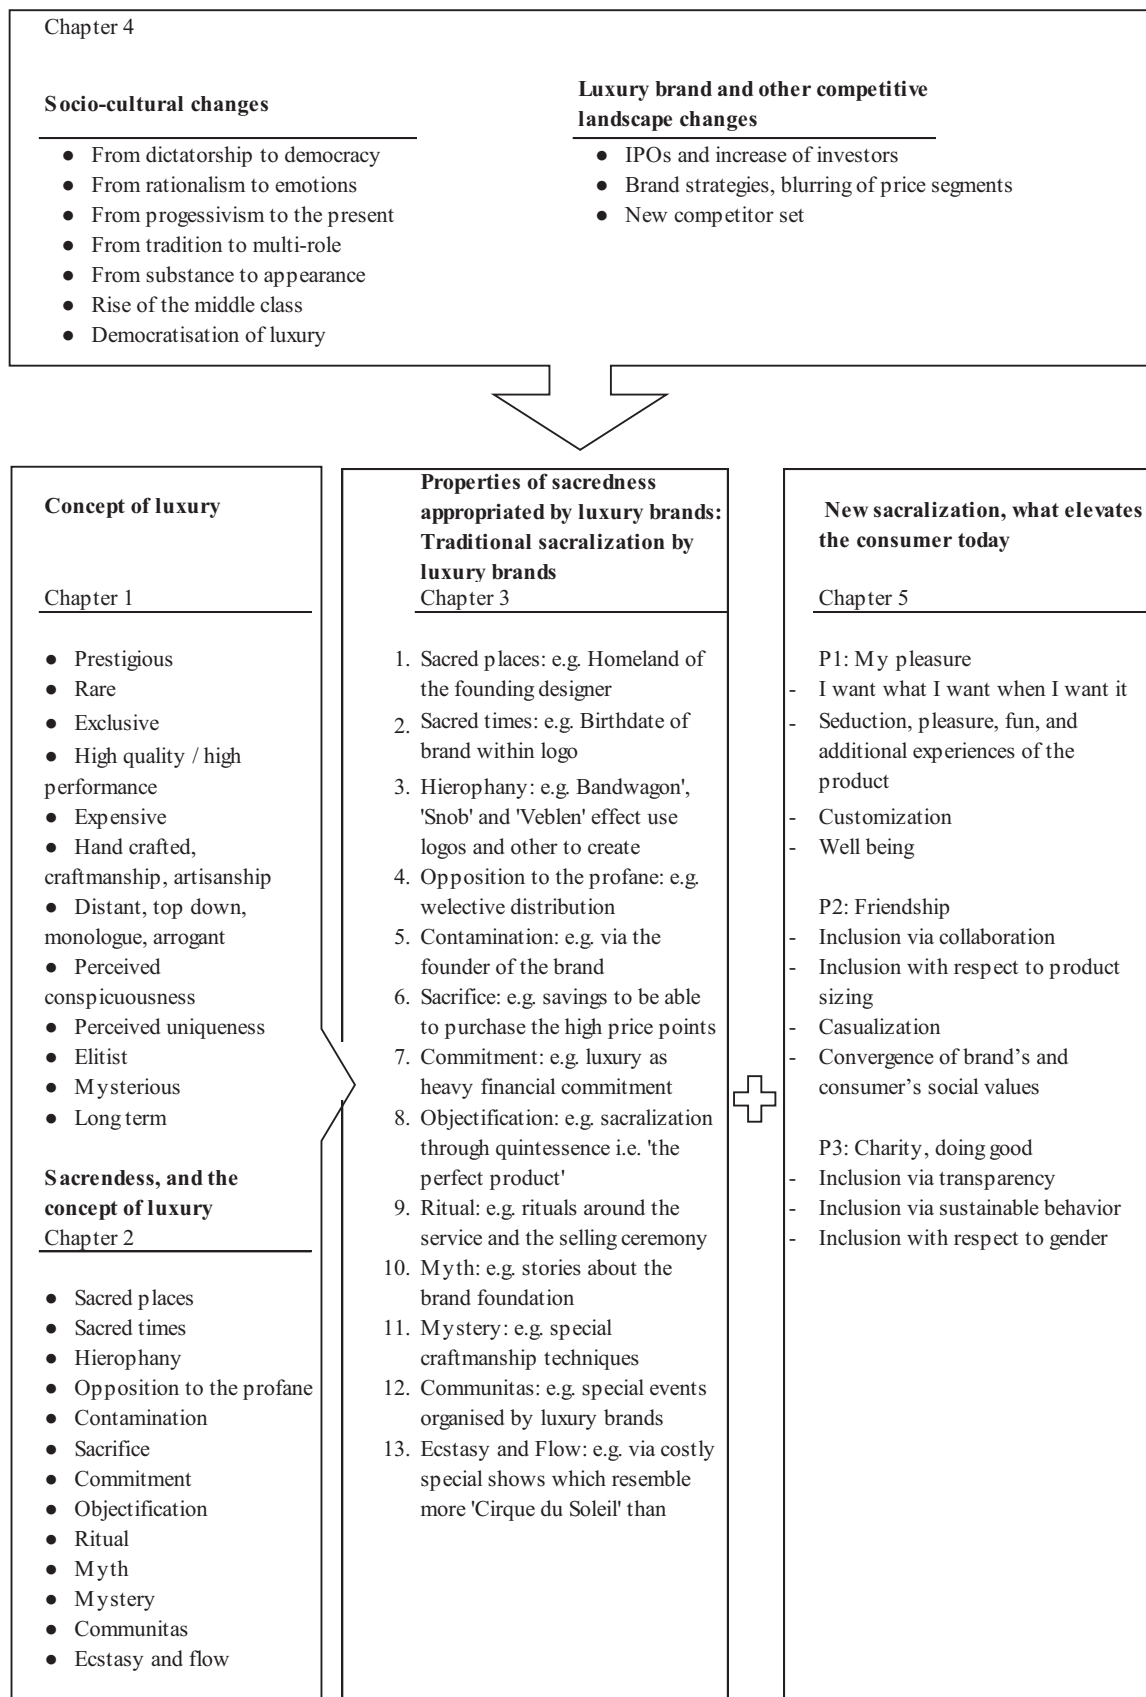 Chapter 4
Socio-cultural changes
● From dictatorship to democracy
● From rationalism to emotions
● From progessivism to the present
● From tradition to multi-role
● From substance to appearance
● Rise of the middle class
● Democratisation of luxury
Luxury brand and other competitive
landscape changes
● IPOs and increase of investors
● Brand strategies, blurring of price segments
● New competitor set
Concept of luxury
Chapter 1
● Prestigious
● Rare
● Exclusive
● High quality / high
performance
● Expensive
● Hand crafted,
craftmanship, artisanship
● Distant, top down,
monologue, arrogant
● Perceived
conspicuousness
● Perceived uniqueness
● Elitist
● Mysterious
● Long term
Sacrendess, and the
concept of luxury
Chapter 2
● Sacred places
● Sacred times
● Hierophany
● Opposition to the profane
● Contamination
● Sacrifice
● Commitment
● Objectification
● Ritual
● Myth
● Mystery
● Communitas
● Ecstasy and flow
Properties of sacredness
appropriated by luxury brands:
Traditional sacralization by
luxury brands
Chapter 3
1. Sacred places: e.g. Homeland of
the founding designer
2. Sacred times: e.g. Birthdate of
brand within logo
3. Hierophany: e.g. Bandwagon',
'Snob' and 'Veblen' effect use
logos and other to create
4. Opposition to the profane: e.g.
welective distribution
5. Contamination: e.g. via the
founder of the brand
6. Sacrifice: e.g. savings to be able
to purchase the high price points
7. Commitment: e.g. luxury as
heavy financial commitment
8. Objectification: e.g. sacralization
through quintessence i.e. 'the
perfect product'
9. Ritual: e.g. rituals around the
service and the selling ceremony
10. Myth: e.g. stories about the
brand foundation
11. Mystery: e.g. special
craftmanship techniques
12. Communitas: e.g. special events
organised by luxury brands
13. Ecstasy and Flow: e.g. via costly
special shows which resemble
more 'Cirque du Soleil' than
New sacralization, what elevates
the consumer today
Chapter 5
P1: My pleasure
- I want what I want when I want it
- Seduction, pleasure, fun, and
additional experiences of the
product
- Customization
- Well being
P2: Friendship
- Inclusion via collaboration
- Inclusion with respect to product
sizing
- Casualization
- Convergence of brand's and
consumer's social values
P3: Charity, doing good
- Inclusion via transparency
- Inclusion via sustainable behavior
- Inclusion with respect to gender